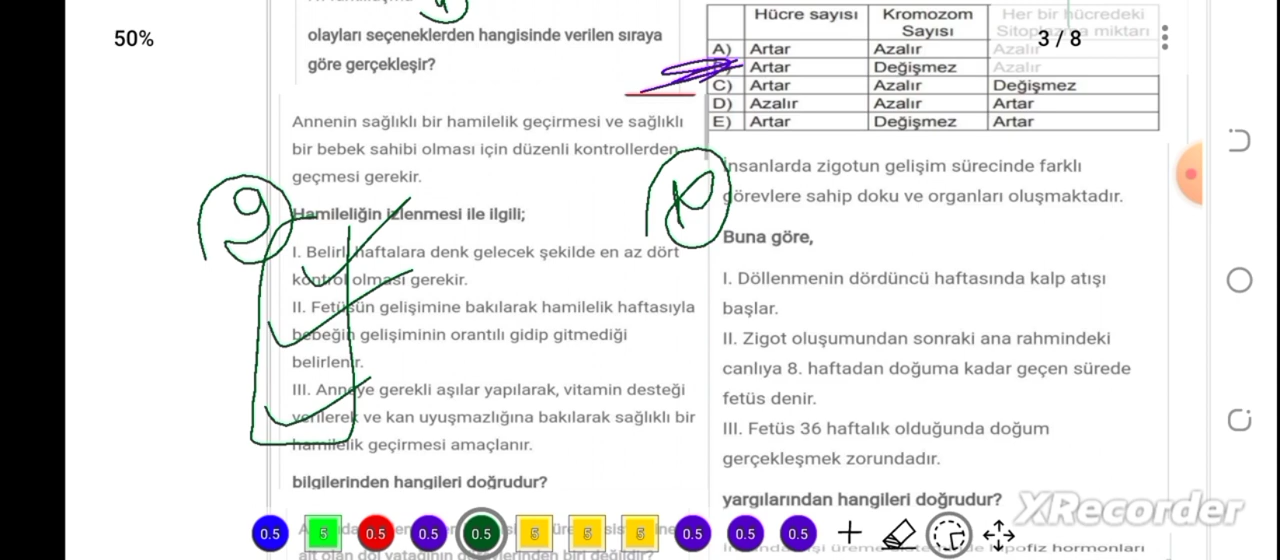 50%
olayları seçeneklerden hangisinde verilen sıraya
göre gerçekleşir?
Annenin sağlıklı bir hamilelik geçirmesi ve sağlıklı
bir bebek sahibi olması için düzenli kontrollerden
geçmesi gerekir.
9
Hamileliğin izlenmesi ile ilgili;
I. Belirli haftalara denk gelecek şekilde en az dört
kontrol olması gerekir.
II. Fetüsün gelişimine bakılarak hamilelik haftasıyla
bebeğin gelişiminin orantılı gidip gitmediği
belirlenir.
III. Anneye gerekli aşılar yapılarak, vitamin desteği
verilerek ve kan uyuşmazlığına bakılarak sağlıklı bir
hamilelik geçirmesi amaçlanır.
bilgilerinden hangileri doğrudur?
Hücre sayısı Kromozom Sayısı Her bir hücredeki Sitoplazma miktarı
3 / 8
A) Artar Azalır Azalır
B) Artar Değişmez Azalır
C) Artar Azalır Değişmez
D) Azalır Azalır Artar
E) Artar Değişmez Artar
10
İnsanlarda zigotun gelişim sürecinde farklı
görevlere sahip doku ve organları oluşmaktadır.
Buna göre,
I. Döllenmenin dördüncü haftasında kalp atışı
başlar.
II. Zigot oluşumundan sonraki ana rahmindeki
canlıya 8. haftadan doğuma kadar geçen sürede
fetüs denir.
III. Fetüs 36 haftalık olduğunda doğum
gerçekleşmek zorundadır.
yargılarından hangileri doğrudur?
XRecorder
0.5 5 0.5 0.5 0.5 5 5 5 0.5 0.5 0.5
hipofiz hormonları